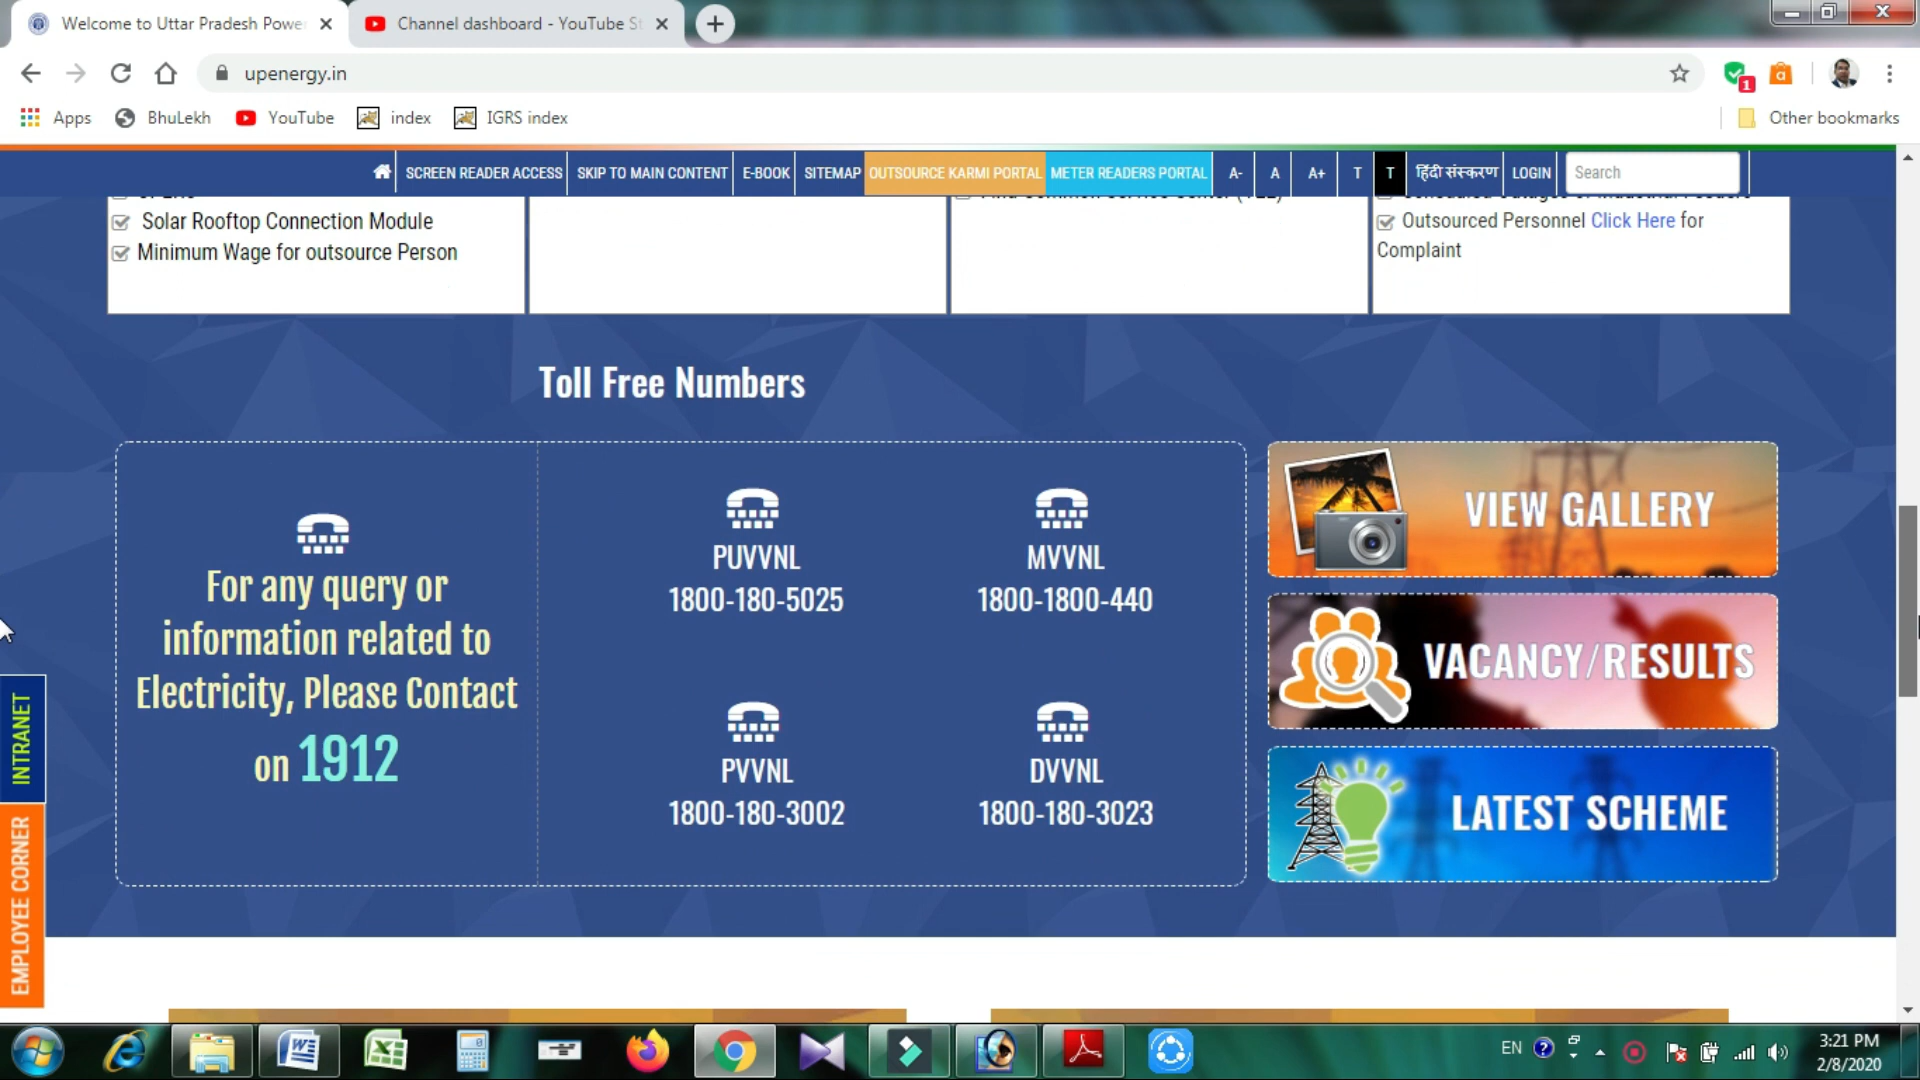 Welcome to Uttar Pradesh Powe
Channel dashboard - YouTube St
upenergy.in
1
Apps
BhuLekh
YouTube
index
IGRS index
Other bookmarks
SCREEN READER ACCESS
SKIP TO MAIN CONTENT
E-BOOK
SITEMAP
OUTSOURCE KARMI PORTAL
METER READERS PORTAL
A-
A
A+
T
T
हिंदी संस्करण
LOGIN
Search
Solar Rooftop Connection Module
Minimum Wage for outsource Person
Outsourced Personnel Click Here for
Complaint
Toll Free Numbers
For any query or
information related to
Electricity, Please Contact
on 1912
PUVVNL
1800-180-5025
MVVNL
1800-1800-440
PVVNL
1800-180-3002
DVVNL
1800-180-3023
VIEW GALLERY
VACANCY/RESULTS
LATEST SCHEME
INTRANET
EMPLOYEE CORNER
EN
3:21 PM
2/8/2020